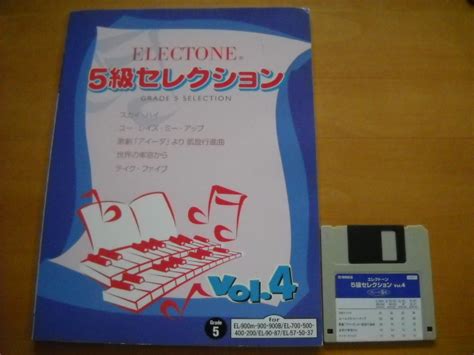 ELECTONE®
5級セレクション
GRADE 5 SELECTION
スカイ・ハイ
ユー・レイズ・ミー・アップ
歌劇「アイーダ」より 凱旋行進曲
世界の車窓から
テイク・ファイブ
Vol.4
Grade
5
for
EL-900m・900・900B/EL-700・500・
400・200/EL-90・87/EL-57・50・37
エレクトーン
5級セレクション Vol.4